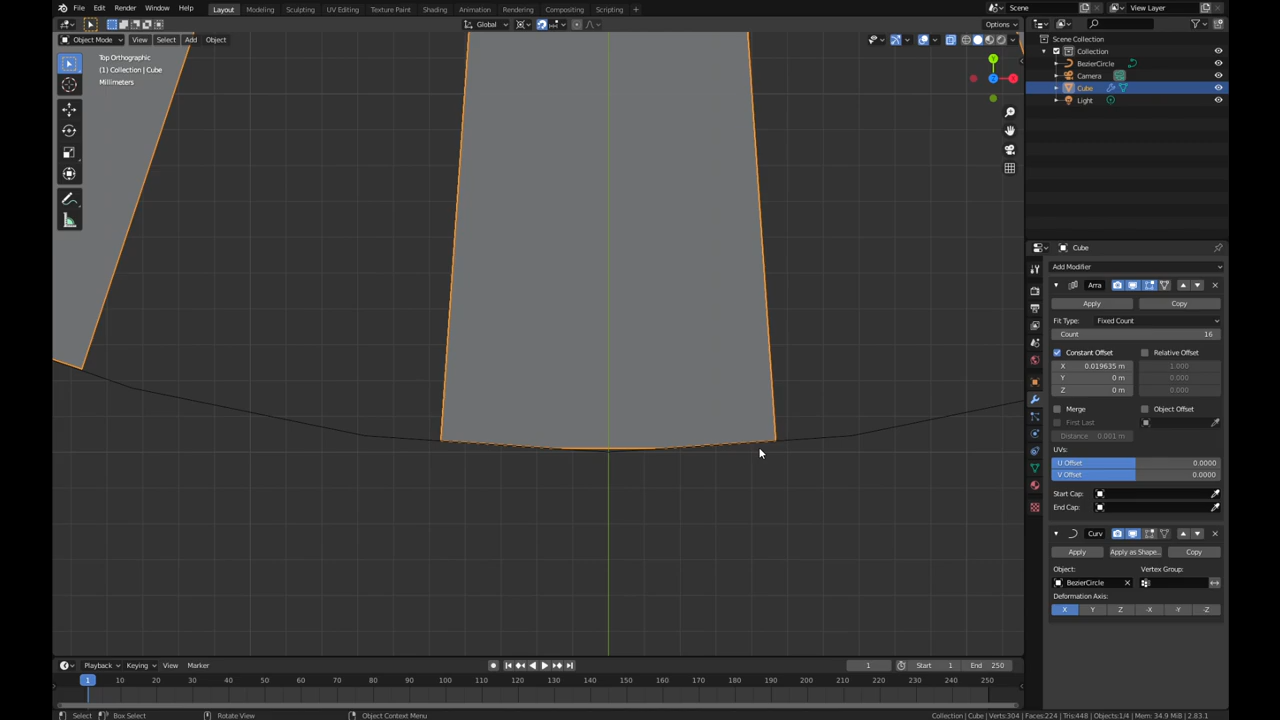 File Edit Render Window Help
Layout Modeling Sculpting UV Editing Texture Paint Shading Animation Rendering Compositing Scripting +
Scene
View Layer
Global
Options
Object Mode View Select Add Object
Top Orthographic
(1) Collection | Cube
Millimeters
Y
X
Z
Scene Collection
Collection
BezierCircle
Camera
Cube
Light
Cube
Add Modifier
Arra
Apply Copy
Fit Type: Fixed Count
Count 16
Constant Offset Relative Offset
X 0.019635 m 1.000
Y 0 m 0.000
Z 0 m 0.000
Merge Object Offset
First Last
Distance 0.001 m
UVs:
U Offset 0.0000
V Offset 0.0000
Start Cap:
End Cap:
Curv
Apply Apply as Shape... Copy
Object: Vertex Group:
BezierCircle
Deformation Axis:
X Y Z -X -Y -Z
Playback Keying View Marker
1 Start 1 End 250
1 10 20 30 40 50 60 70 80 90 100 110 120 130 140 150 160 170 180 190 200 210 220 230 240 250
Select Box Select Rotate View Object Context Menu
Collection | Cube | Verts:304 | Faces:224 | Tris:448 | Objects:1/4 | Mem: 34.9 MiB | 2.83.1